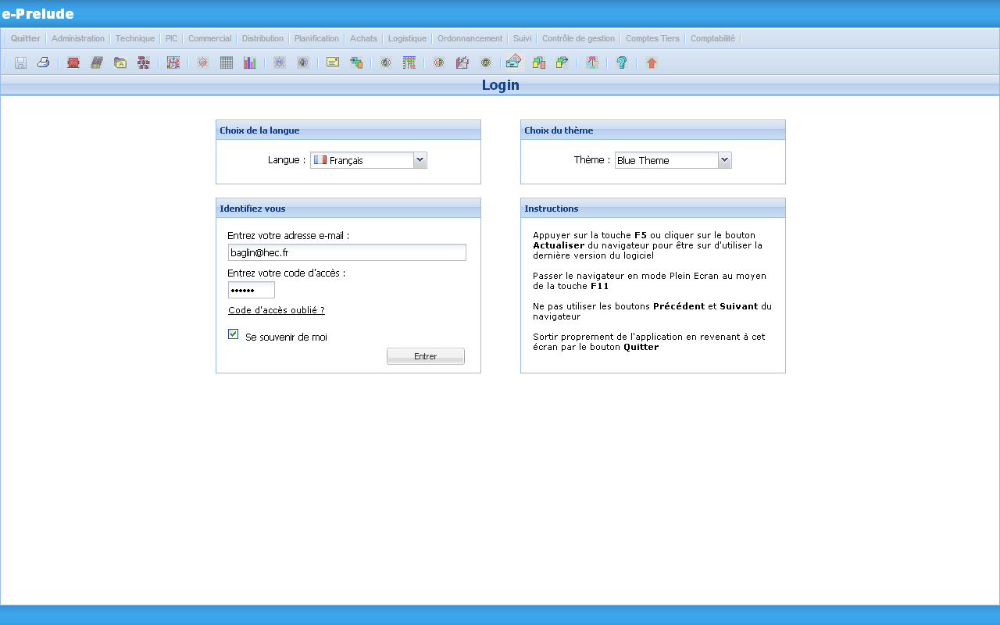 e-Prelude
Quitter Administration Technique PIC Commercial Distribution Planification Achats Logistique Ordonnancement Suivi Contrôle de gestion Comptes Tiers Comptabilité
Login
Choix de la langue
Langue : Français
Choix du thème
Thème : Blue Theme
Identifiez vous
Entrez votre adresse e-mail :
baglin@hec.fr
Entrez votre code d'accès :
••••••
Code d'accès oublié ?
Se souvenir de moi
Entrer
Instructions
Appuyer sur la touche F5 ou cliquer sur le bouton
Actualiser du navigateur pour être sur d'utiliser la
dernière version du logiciel
Passer le navigateur en mode Plein Ecran au moyen
de la touche F11
Ne pas utiliser les boutons Précédent et Suivant du
navigateur
Sortir proprement de l'application en revenant à cet
écran par le bouton Quitter